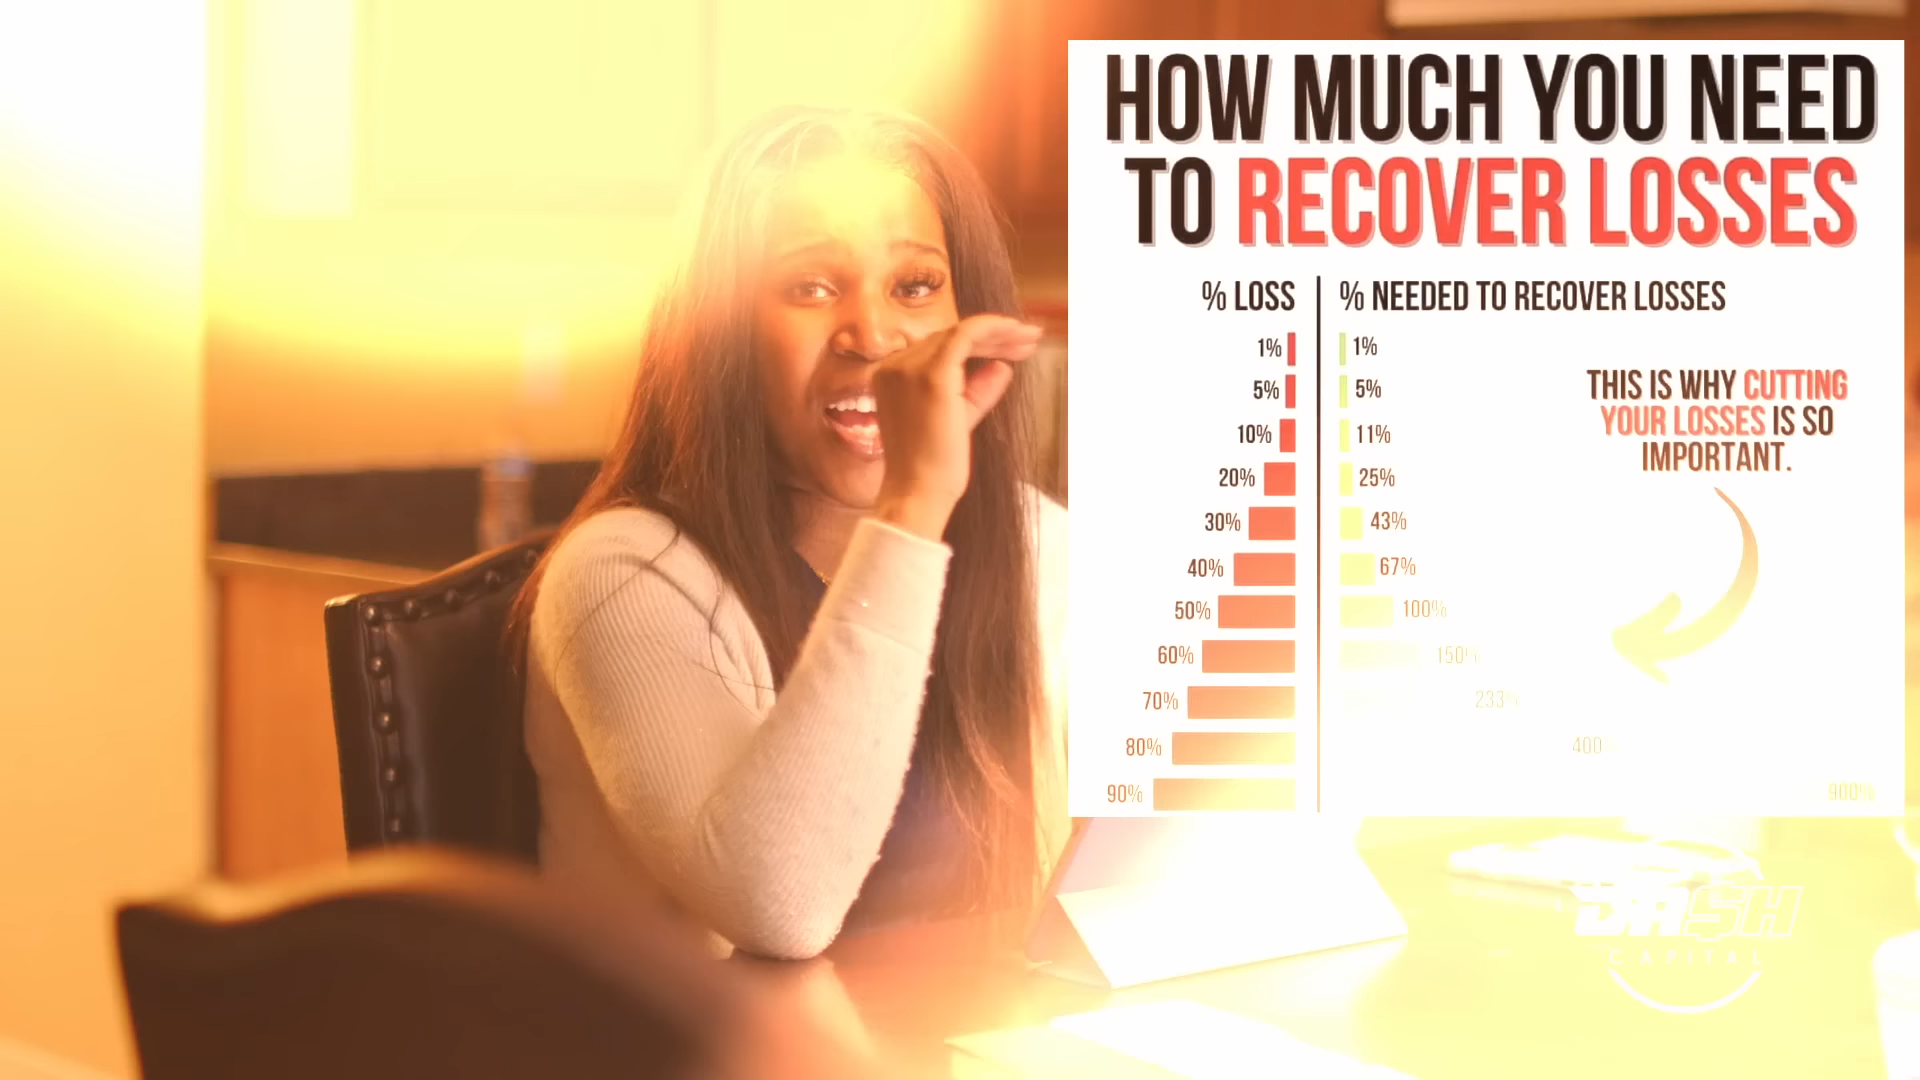 HOW MUCH YOU NEED
TO RECOVER LOSSES
% LOSS
% NEEDED TO RECOVER LOSSES
1% 1%
5% 5%
10% 11%
20% 25%
30% 43%
40% 67%
50% 100%
60% 150%
70% 233%
80% 400%
90% 900%
THIS IS WHY CUTTING
YOUR LOSSES IS SO
IMPORTANT.
DA$H
CAPITAL